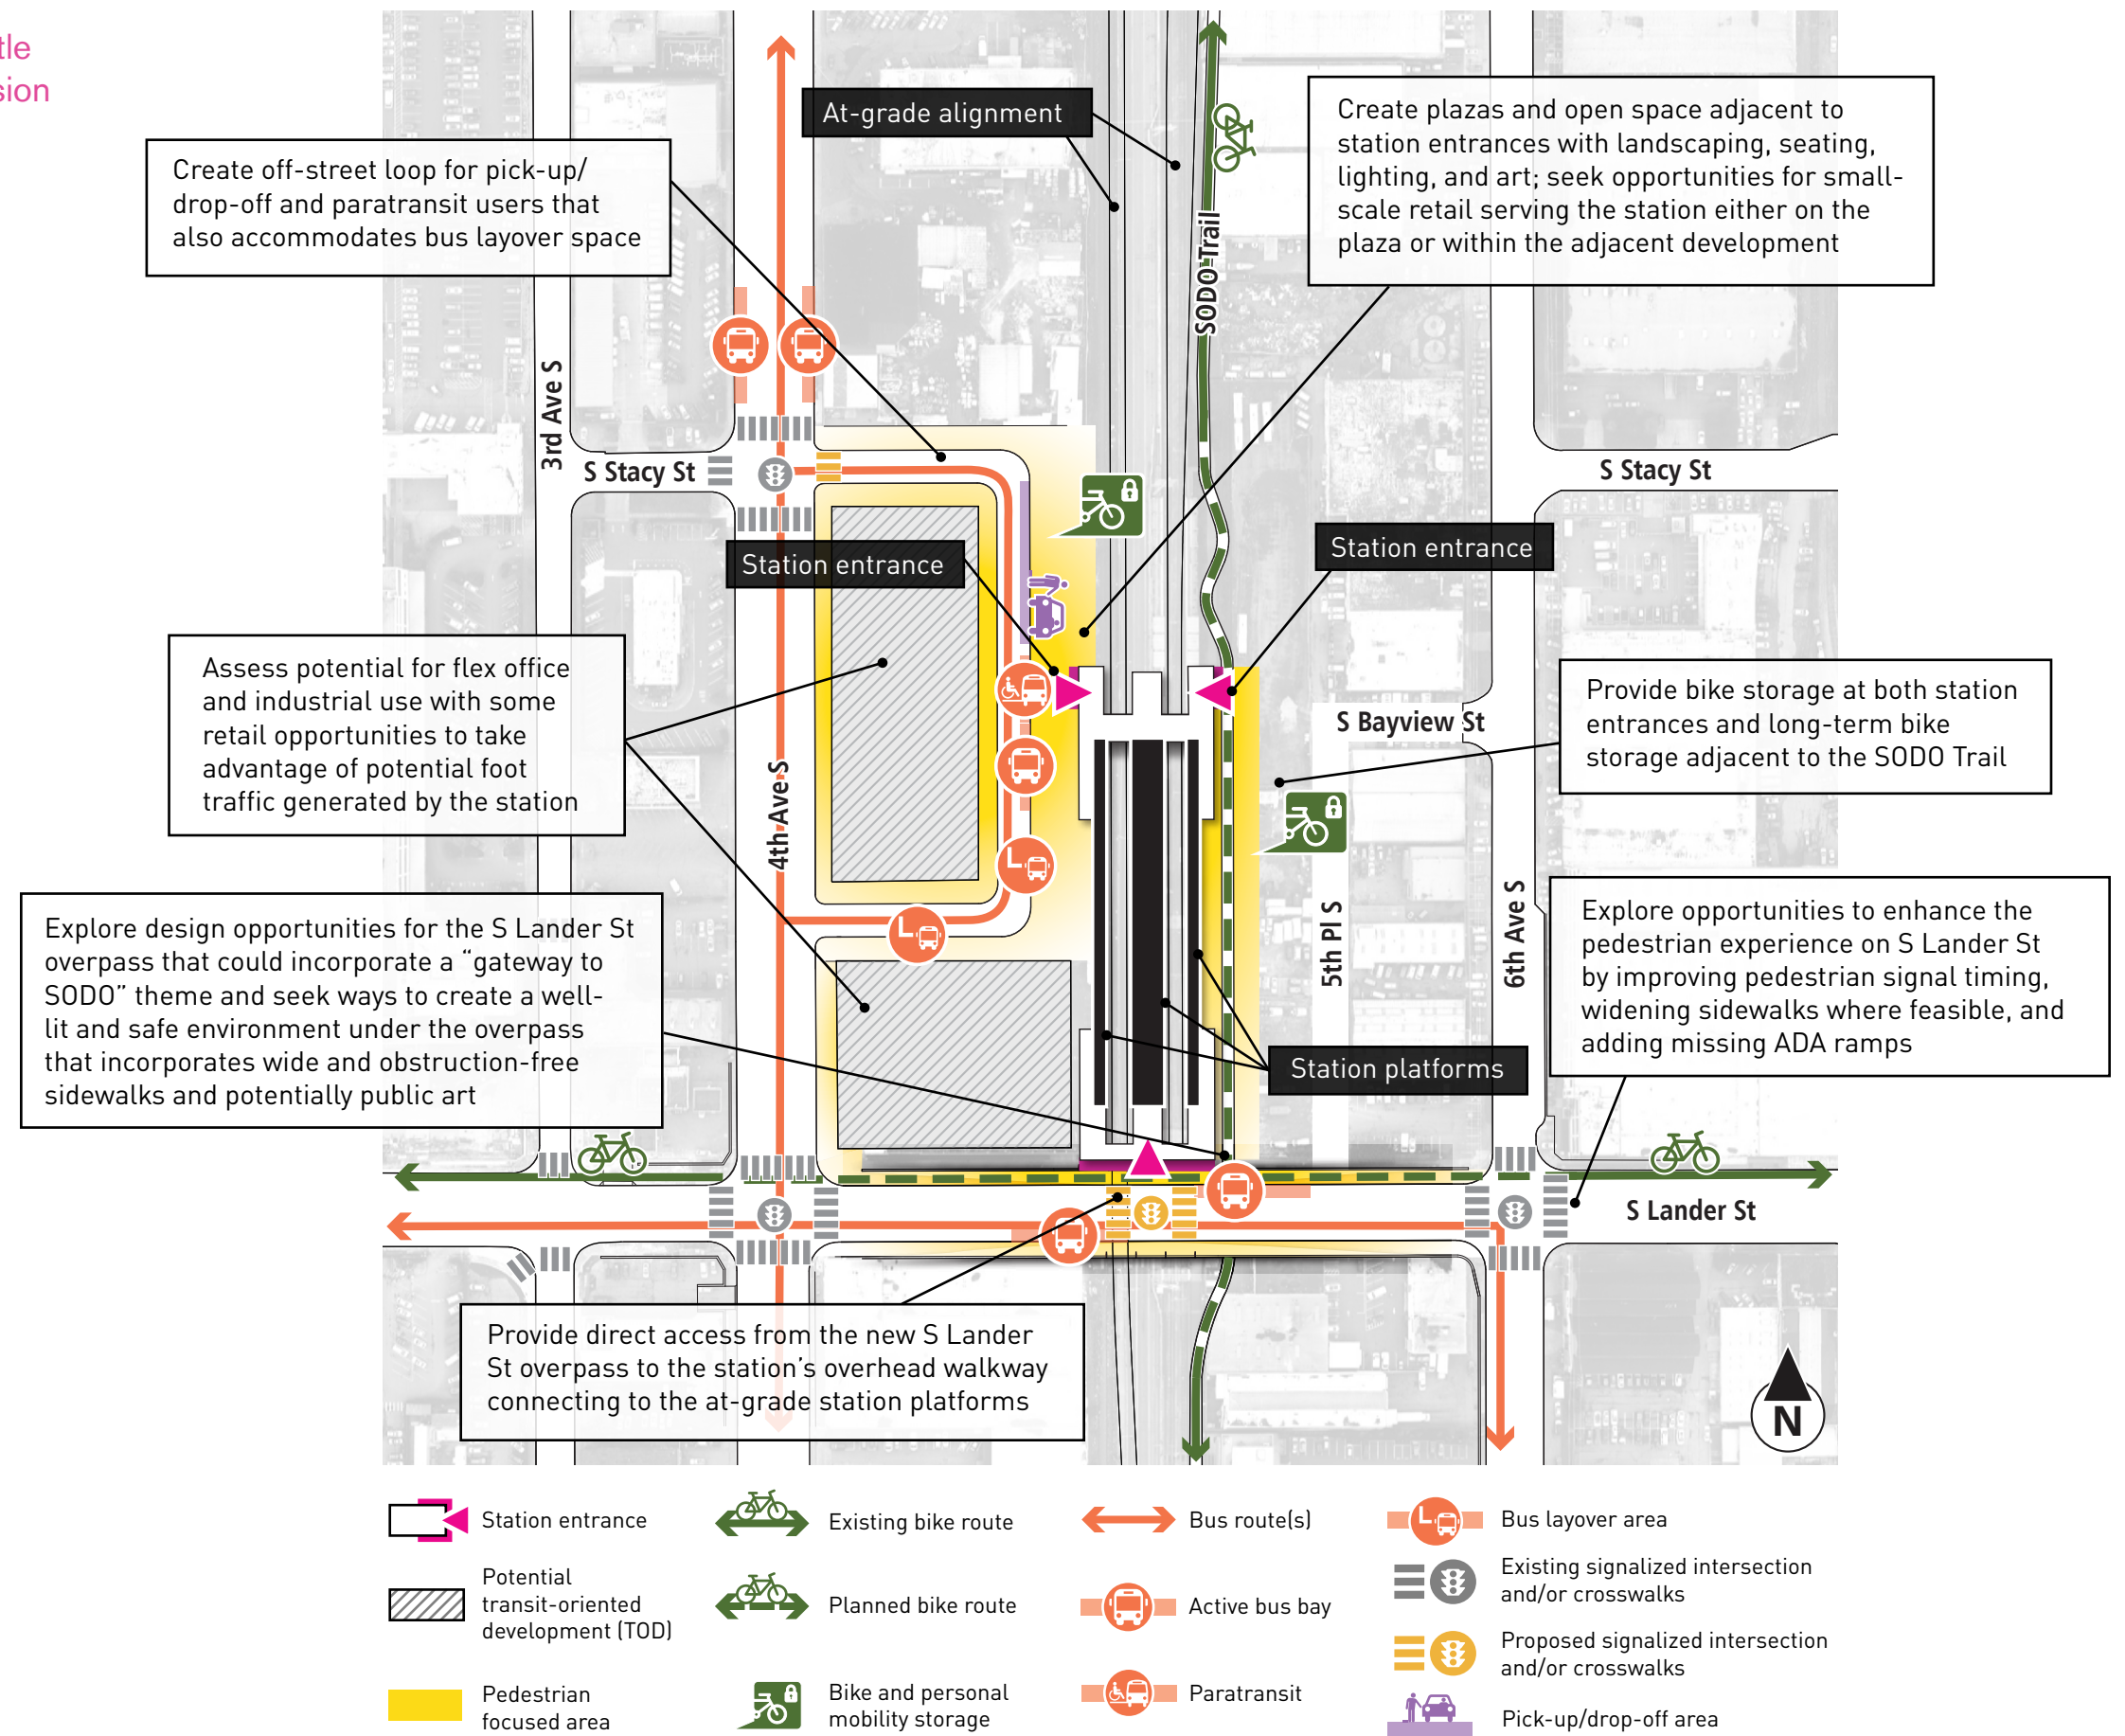 tle
sion
At-grade alignment
Create plazas and open space adjacent to
station entrances with landscaping, seating,
lighting, and art; seek opportunities for small-
scale retail serving the station either on the
plaza or within the adjacent development
Create off-street loop for pick-up/
drop-off and paratransit users that
also accommodates bus layover space
SODO Trail
3rd Ave S
S Stacy St
S Stacy St
Station entrance
Station entrance
Assess potential for flex office
and industrial use with some
retail opportunities to take
advantage of potential foot
traffic generated by the station
Provide bike storage at both station
entrances and long-term bike
storage adjacent to the SODO Trail
S Bayview St
4th Ave S
L
L
Explore design opportunities for the S Lander St
overpass that could incorporate a “gateway to
SODO” theme and seek ways to create a well-
lit and safe environment under the overpass
that incorporates wide and obstruction-free
sidewalks and potentially public art
5th Pl S
6th Ave S
Explore opportunities to enhance the
pedestrian experience on S Lander St
by improving pedestrian signal timing,
widening sidewalks where feasible, and
adding missing ADA ramps
Station platforms
S Lander St
Provide direct access from the new S Lander
St overpass to the station’s overhead walkway
connecting to the at-grade station platforms
N
Station entrance
Existing bike route
Bus route(s)
L
Bus layover area
Potential
transit-oriented
development (TOD)
Planned bike route
Active bus bay
Existing signalized intersection
and/or crosswalks
Proposed signalized intersection
and/or crosswalks
Pedestrian
focused area
Bike and personal
mobility storage
Paratransit
Pick-up/drop-off area